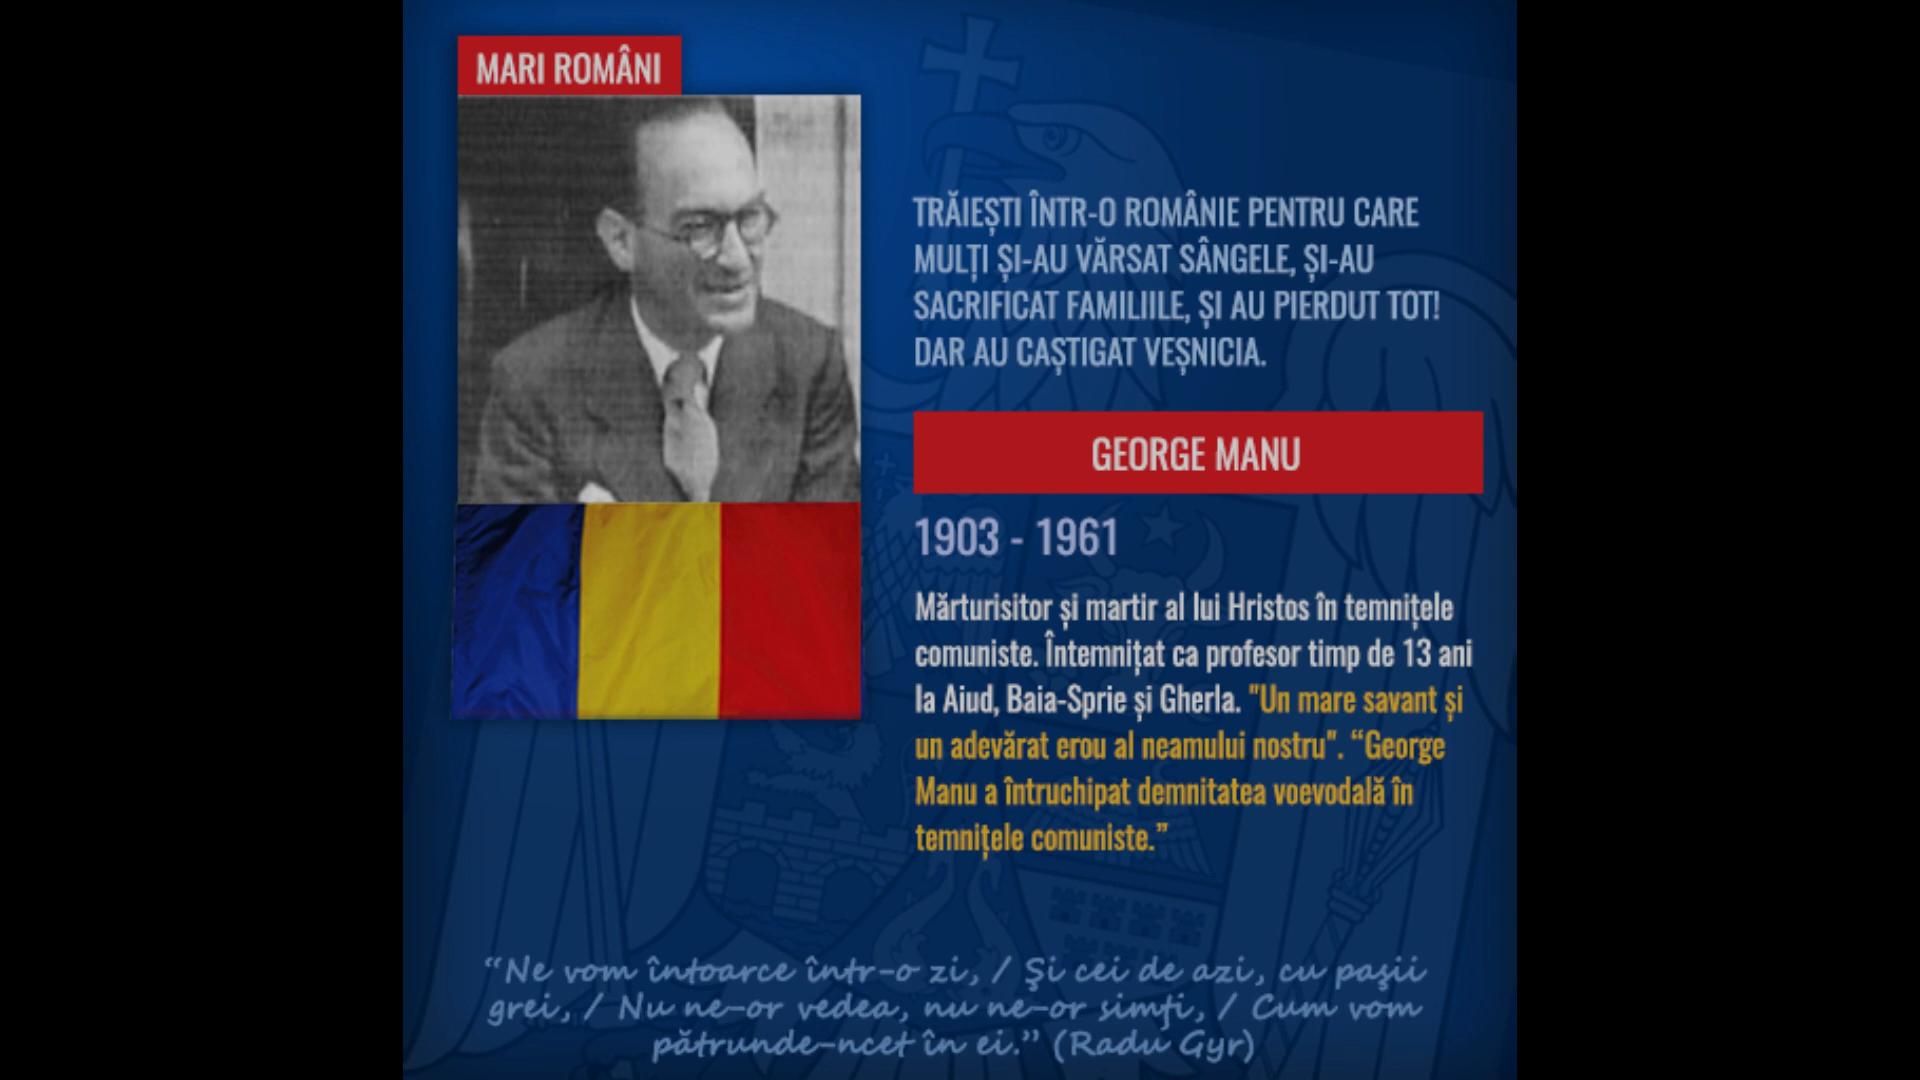 MARI ROMÂNI
TRĂIEȘTI ÎNTR-O ROMÂNIE PENTRU CARE
MULȚI ȘI-AU VĂRSAT SÂNGELE, ȘI-AU
SACRIFICAT FAMILIILE, ȘI AU PIERDUT TOT!
DAR AU CAȘTIGAT VEȘNICIA.
GEORGE MANU
1903 - 1961
Mărturisitor și martir al lui Hristos în temnițele
comuniste. Întemnițat ca profesor timp de 13 ani
la Aiud, Baia-Sprie și Gherla. "Un mare savant și
un adevărat erou al neamului nostru". “George
Manu a întruchipat demnitatea voevodală în
temnițele comuniste.”
“Ne vom întoarce într-o zi, / Şi cei de azi, cu paşii
grei, / Nu ne-or vedea, nu ne-or simţi, / Cum vom
pătrunde-ncet în ei.” (Radu Gyr)